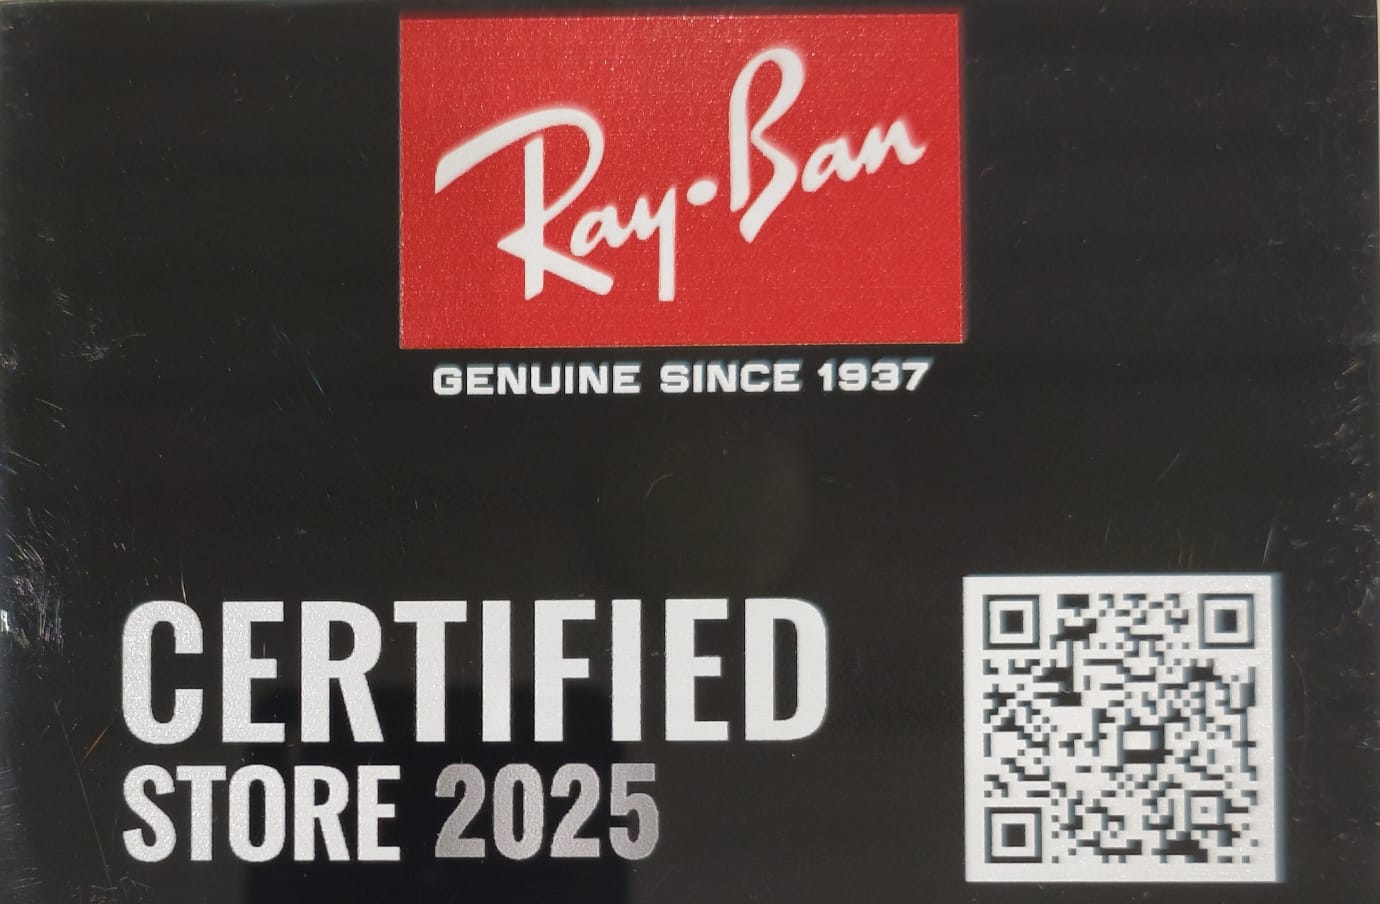 Ray-Ban
GENUINE SINCE 1937
CERTIFIED
STORE 2025